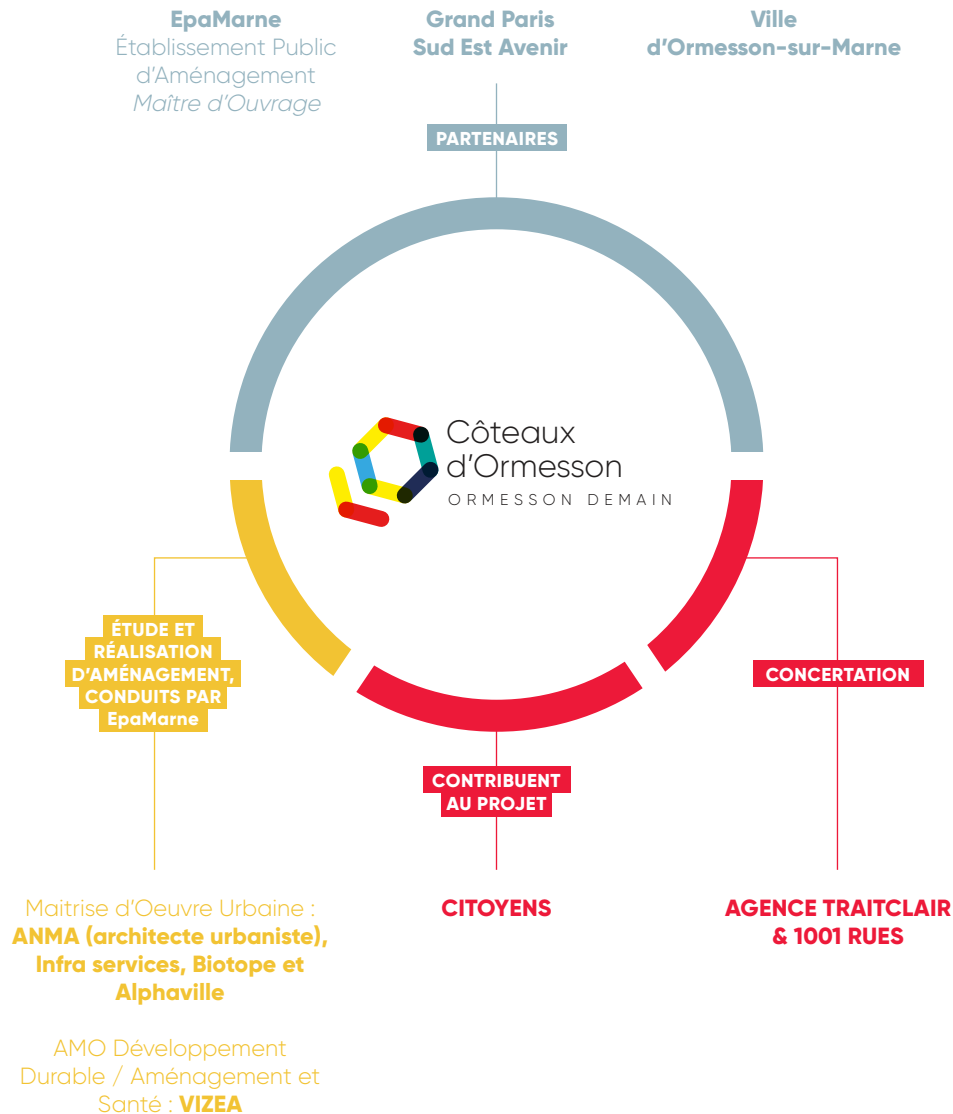 EpaMarne
Établissement Public
d'Aménagement
Maître d'Ouvrage
Grand Paris
Sud Est Avenir
Ville
d'Ormesson-sur-Marne
PARTENAIRES
Côteaux
d'Ormesson
ORMESSON DEMAIN
ÉTUDE ET
RÉALISATION
D'AMÉNAGEMENT,
CONDUITS PAR
EpaMarne
CONTRIBUENT
AU PROJET
CONCERTATION
Maitrise d'Oeuvre Urbaine :
ANMA (architecte urbaniste),
Infra services, Biotope et
Alphaville
AMO Développement
Durable / Aménagement et
Santé : VIZEA
CITOYENS
AGENCE TRAITCLAIR
& 1001 RUES